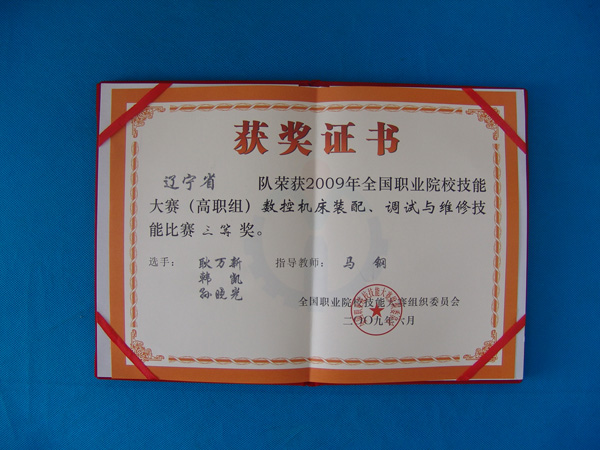 获奖证书
辽宁省 队荣获2009年全国职业院校技能
大赛（高职组）数控机床装配、调试与维修技
能比赛 三等 奖。
选手： 耿万新 指导教师： 马 钢
韩 凯
孙晓光
全国职业院校技能大赛组织委员会
二〇〇九年六月